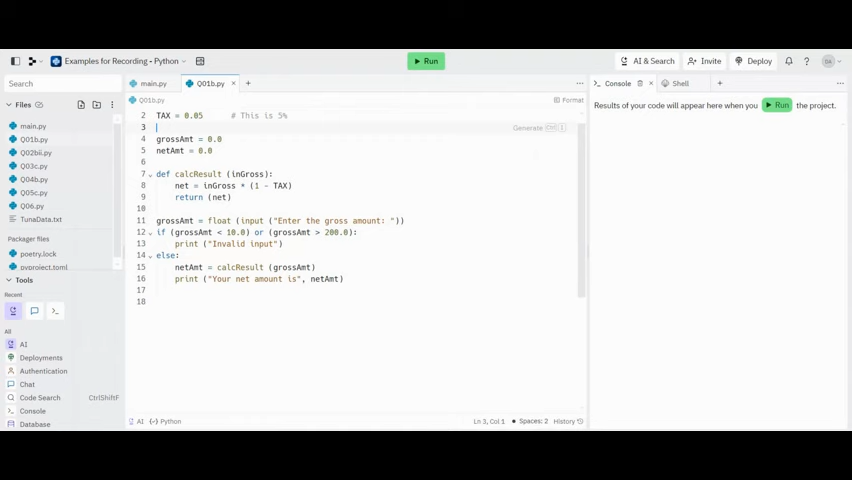 Examples for Recording - Python
Run
AI & Search
Invite
Deploy
DA
Search
main.py
Q01b.py
Console
Shell
Files
Q01b.py
Format
Results of your code will appear here when you Run the project.
main.py
Q01b.py
Q02bii.py
Q03c.py
Q04b.py
Q05c.py
Q06.py
TunaData.txt
Packager files
poetry.lock
pyproject.toml
Tools
Recent
All
AI
Deployments
Authentication
Chat
Code Search CtrlShiftF
Console
Database
2 TAX = 0.05 # This is 5%
3 Generate Ctrl I
4 grossAmt = 0.0
5 netAmt = 0.0
6
7 def calcResult (inGross):
8 net = inGross * (1 - TAX)
9 return (net)
10
11 grossAmt = float (input ("Enter the gross amount: "))
12 if (grossAmt < 10.0) or (grossAmt > 200.0):
13 print ("Invalid input")
14 else:
15 netAmt = calcResult (grossAmt)
16 print ("Your net amount is", netAmt)
17
18
AI Python
Ln 3, Col 1 Spaces: 2 History